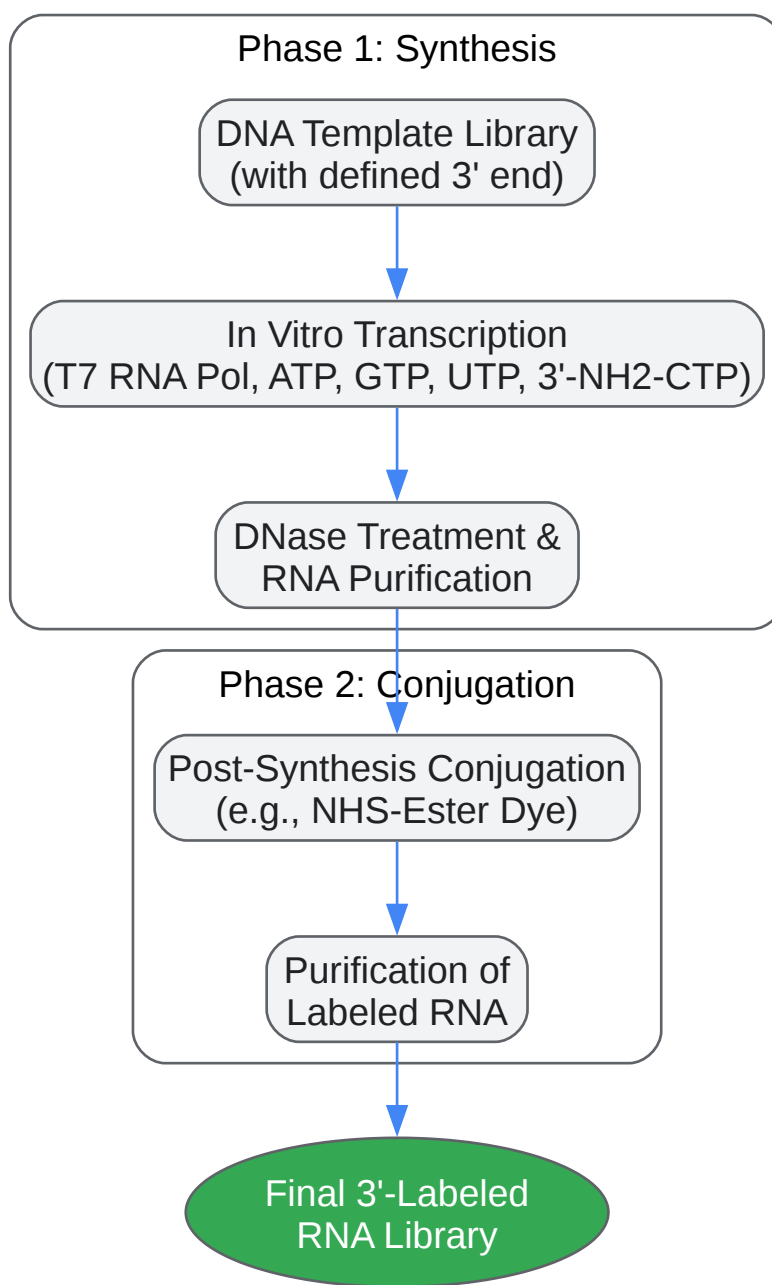 Phase 1: Synthesis
DNA Template Library
(with defined 3' end)
In Vitro Transcription
(T7 RNA Pol, ATP, GTP, UTP, 3'-NH2-CTP)
DNase Treatment &
RNA Purification
Phase 2: Conjugation
Post-Synthesis Conjugation
(e.g., NHS-Ester Dye)
Purification of
Labeled RNA
Final 3'-Labeled
RNA Library